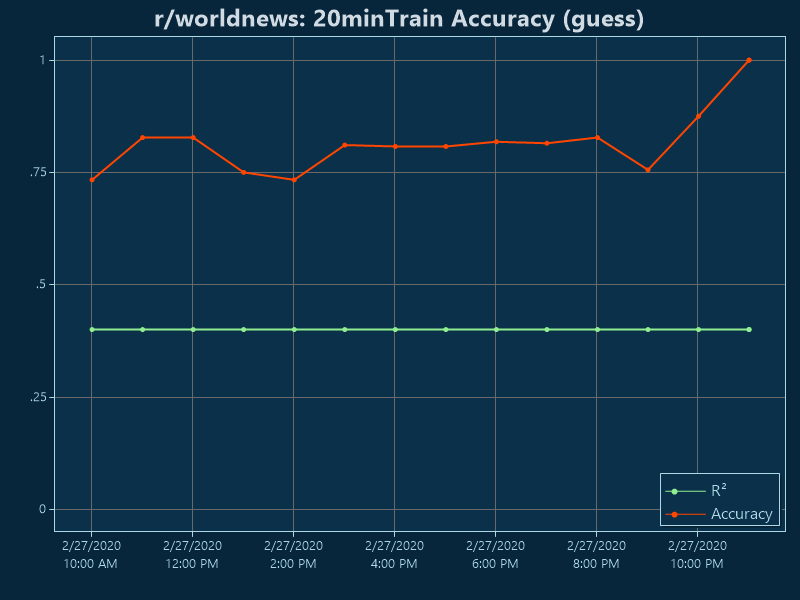 r/worldnews: 20minTrain Accuracy (guess)
1
.75
.5
.25
0
R²
Accuracy
2/27/2020 2/27/2020 2/27/2020 2/27/2020 2/27/2020 2/27/2020 2/27/2020
10:00 AM 12:00 PM 2:00 PM 4:00 PM 6:00 PM 8:00 PM 10:00 PM